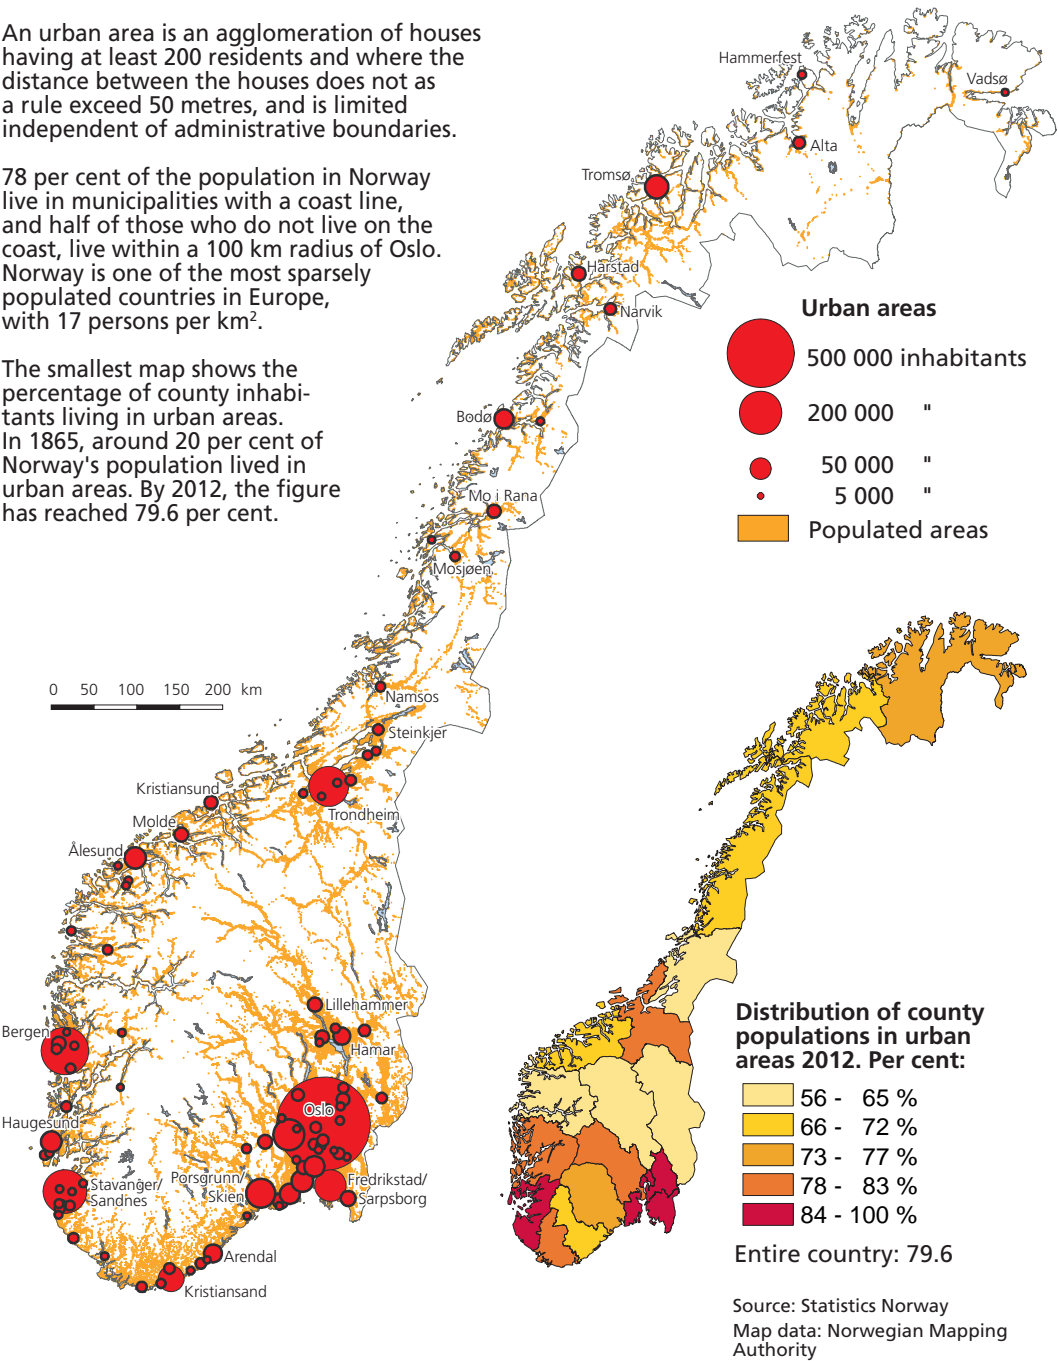 An urban area is an agglomeration of houses
having at least 200 residents and where the
distance between the houses does not as
a rule exceed 50 metres, and is limited
independent of administrative boundaries.
78 per cent of the population in Norway
live in municipalities with a coast line,
and half of those who do not live on the
coast, live within a 100 km radius of Oslo.
Norway is one of the most sparsely
populated countries in Europe,
with 17 persons per km².
The smallest map shows the
percentage of county inhabi-
tants living in urban areas.
In 1865, around 20 per cent of
Norway's population lived in
urban areas. By 2012, the figure
has reached 79.6 per cent.
Hammerfest
Vadsø
Alta
Tromsø
Harstad
Narvik
Bodø
Mo i Rana
Mosjøen
Namsos
Steinkjer
Kristiansund
Trondheim
Molde
Ålesund
Lillehammer
Bergen
Hamar
Oslo
Haugesund
Porsgrunn/
Skien
Fredrikstad/
Sarpsborg
Stavanger/
Sandnes
Arendal
Kristiansand
0 50 100 150 200 km
Urban areas
500 000 inhabitants
200 000 "
50 000 "
5 000 "
Populated areas
Distribution of county
populations in urban
areas 2012. Per cent:
56 - 65 %
66 - 72 %
73 - 77 %
78 - 83 %
84 - 100 %
Entire country: 79.6
Source: Statistics Norway
Map data: Norwegian Mapping
Authority